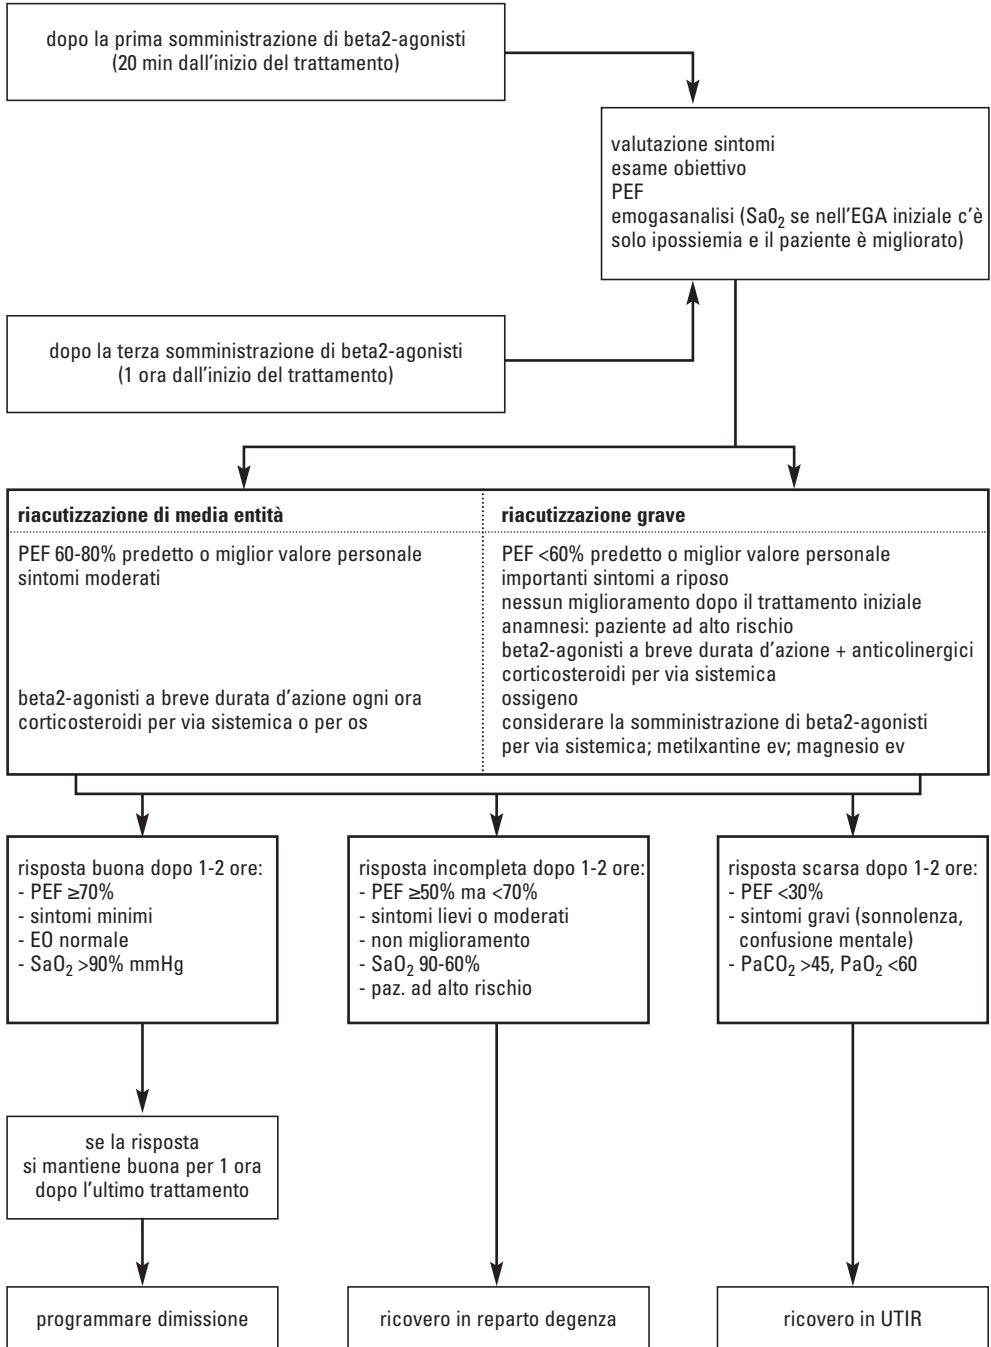 dopo la prima somministrazione di beta2-agonisti
(20 min dall'inizio del trattamento)
valutazione sintomi
esame obiettivo
PEF
emogasanalisi (Sa0₂ se nell'EGA iniziale c'è
solo ipossiemia e il paziente è migliorato)
dopo la terza somministrazione di beta2-agonisti
(1 ora dall'inizio del trattamento)
riacutizzazione di media entità
PEF 60-80% predetto o miglior valore personale
sintomi moderati
beta2-agonisti a breve durata d'azione ogni ora
corticosteroidi per via sistemica o per os
riacutizzazione grave
PEF <60% predetto o miglior valore personale
importanti sintomi a riposo
nessun miglioramento dopo il trattamento iniziale
anamnesi: paziente ad alto rischio
beta2-agonisti a breve durata d'azione + anticolinergici
corticosteroidi per via sistemica
ossigeno
considerare la somministrazione di beta2-agonisti
per via sistemica; metilxantine ev; magnesio ev
risposta buona dopo 1-2 ore:
- PEF ≥70%
- sintomi minimi
- EO normale
- SaO₂ >90% mmHg
risposta incompleta dopo 1-2 ore:
- PEF ≥50% ma <70%
- sintomi lievi o moderati
- non miglioramento
- SaO₂ 90-60%
- paz. ad alto rischio
risposta scarsa dopo 1-2 ore:
- PEF <30%
- sintomi gravi (sonnolenza,
confusione mentale)
- PaCO₂ >45, PaO₂ <60
se la risposta
si mantiene buona per 1 ora
dopo l'ultimo trattamento
programmare dimissione
ricovero in reparto degenza
ricovero in UTIR